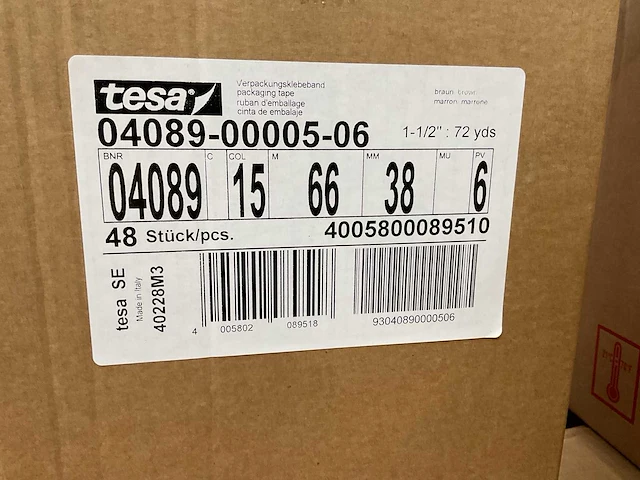 tesa
Verpackungsklebeband
packaging tape
ruban d'emballage
cinta de embalaje
braun, brown
marron, marrone
04089-00005-06
1-1/2" : 72 yds
BNR C COL M MM MU PV
04089 15 66 38 6
48 Stück/pcs.
4005800089510
tesa SE
Made in Italy
40228M3
4 005802 089518
93040890000506